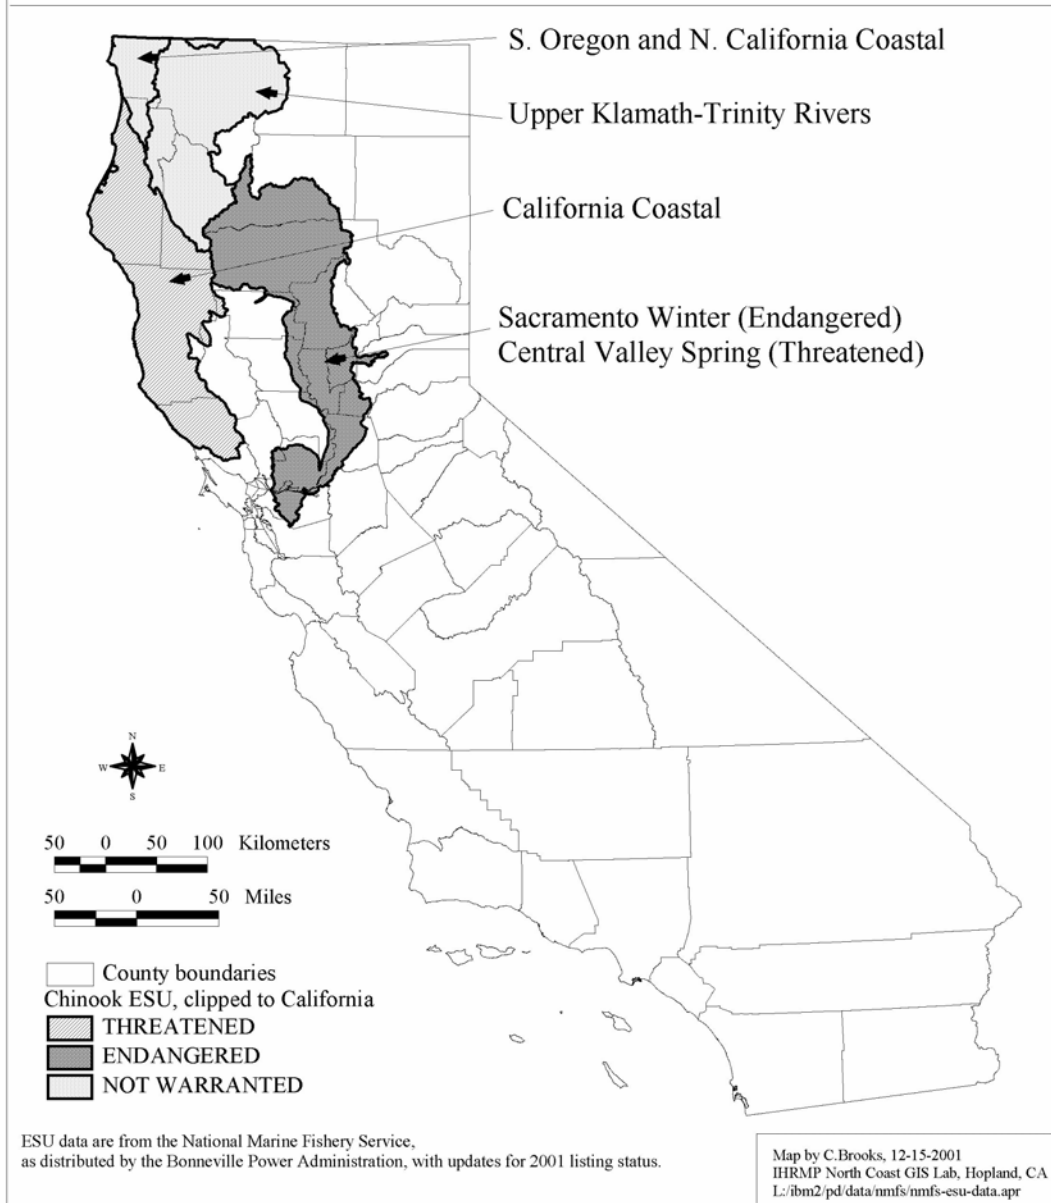 S. Oregon and N. California Coastal
Upper Klamath-Trinity Rivers
California Coastal
Sacramento Winter (Endangered)
Central Valley Spring (Threatened)
N
W E
S
50 0 50 100 Kilometers
50 0 50 Miles
County boundaries
Chinook ESU, clipped to California
THREATENED
ENDANGERED
NOT WARRANTED
ESU data are from the National Marine Fishery Service,
as distributed by the Bonneville Power Administration, with updates for 2001 listing status.
Map by C.Brooks, 12-15-2001
IHRMP North Coast GIS Lab, Hopland, CA
L:/ibm2/pd/data/nmfs/nmfs-esu-data.apr